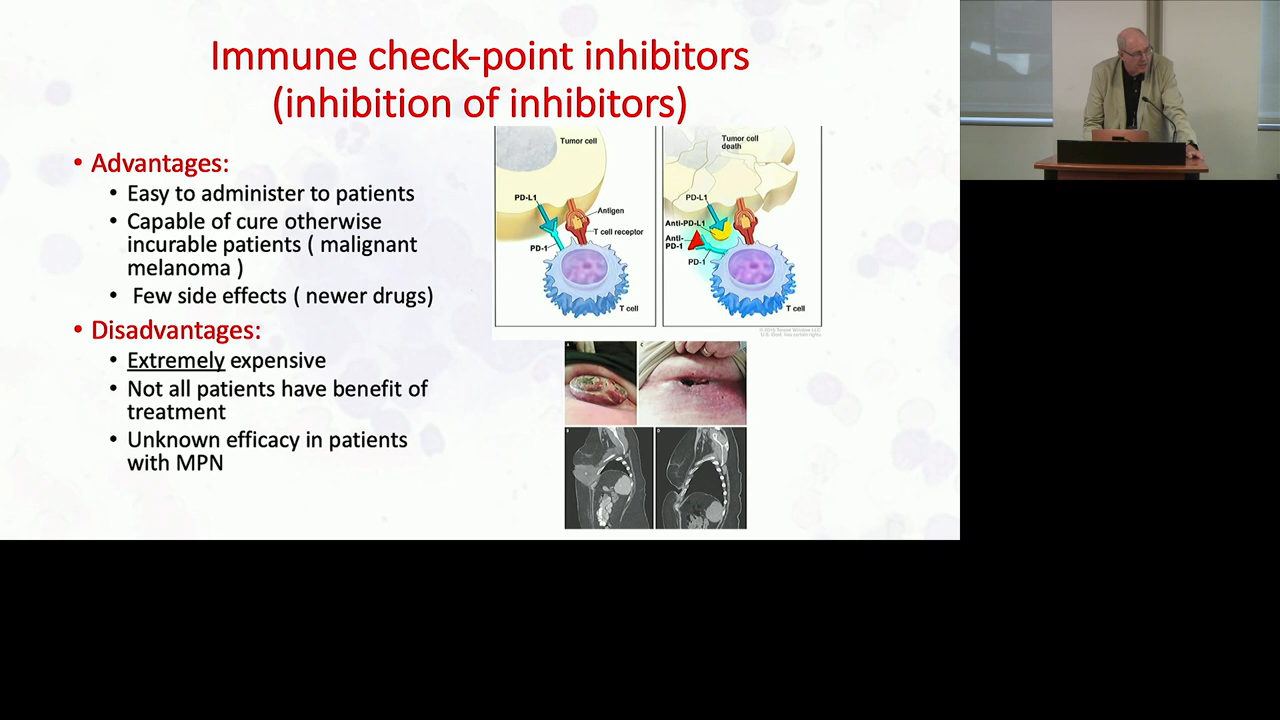 Immune check-point inhibitors
(inhibition of inhibitors)
• Advantages:
• Easy to administer to patients
• Capable of cure otherwise
incurable patients ( malignant
melanoma )
• Few side effects ( newer drugs)
• Disadvantages:
• Extremely expensive
• Not all patients have benefit of
treatment
• Unknown efficacy in patients
with MPN
Tumor cell
PD-L1
Antigen
T cell receptor
PD-1
T cell
Tumor cell
death
PD-L1
Anti-PD-L1
Anti-
PD-1
PD-1
T cell